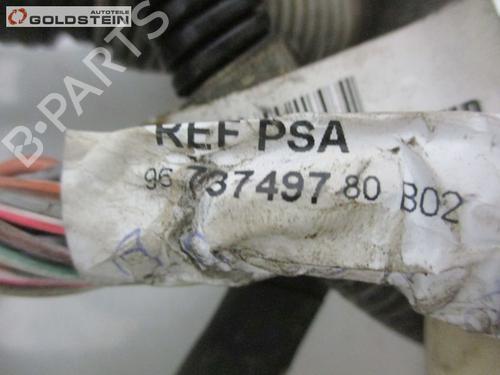 AUTOTEILE
GOLDSTEIN
B-PARTS
REF PSA
96 737497 80 B02